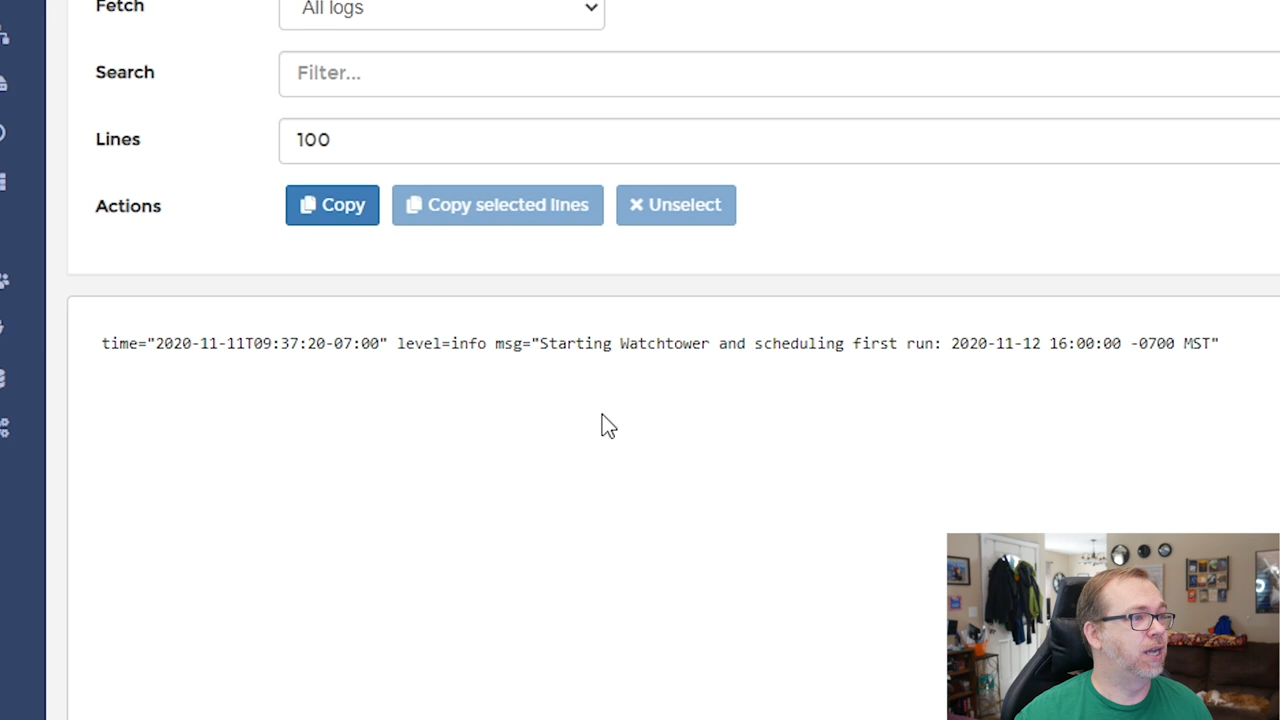 Fetch
All logs
Search
Filter...
Lines
100
Actions
Copy
Copy selected lines
Unselect
time="2020-11-11T09:37:20-07:00" level=info msg="Starting Watchtower and scheduling first run: 2020-11-12 16:00:00 -0700 MST"